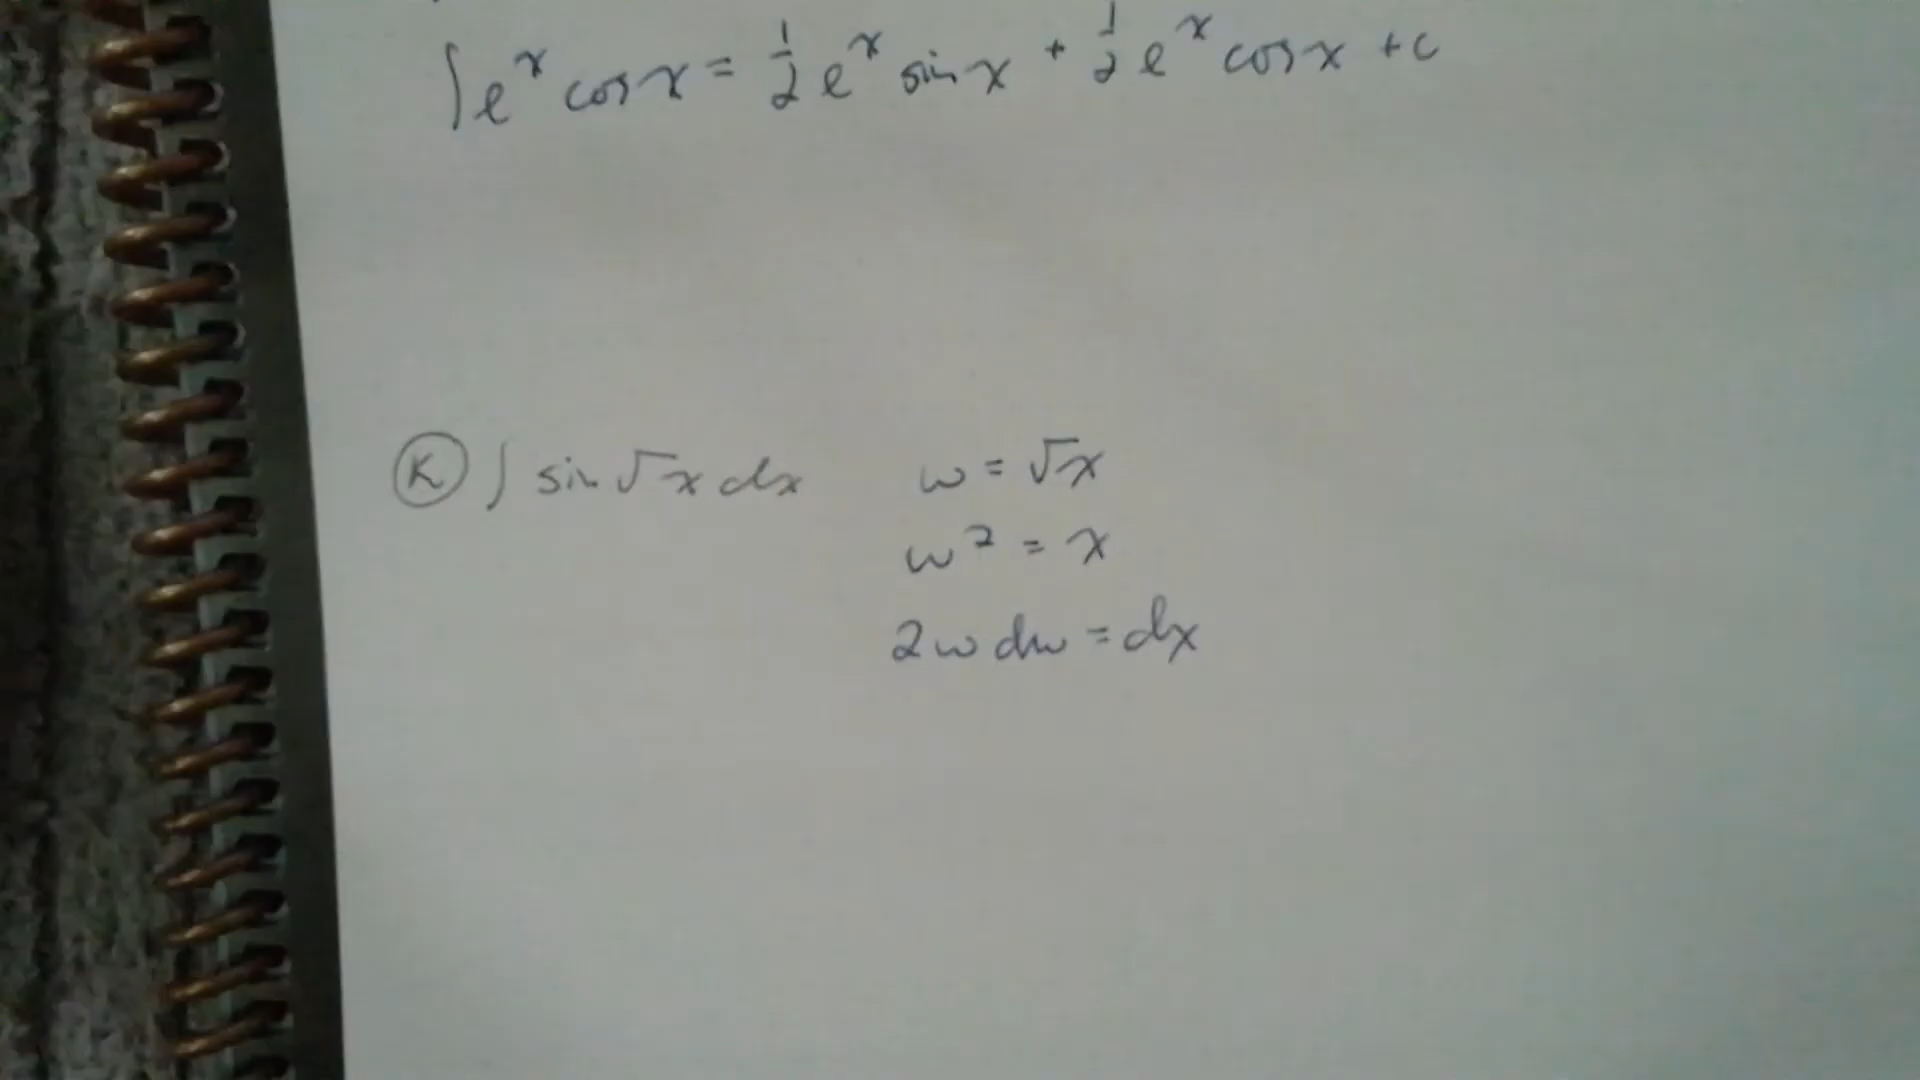 ∫e^x cos x = 1/2 e^x sin x + 1/2 e^x cos x + c
Ⓚ ∫ sin √x dx w = √x
w² = x
2w dw = dx